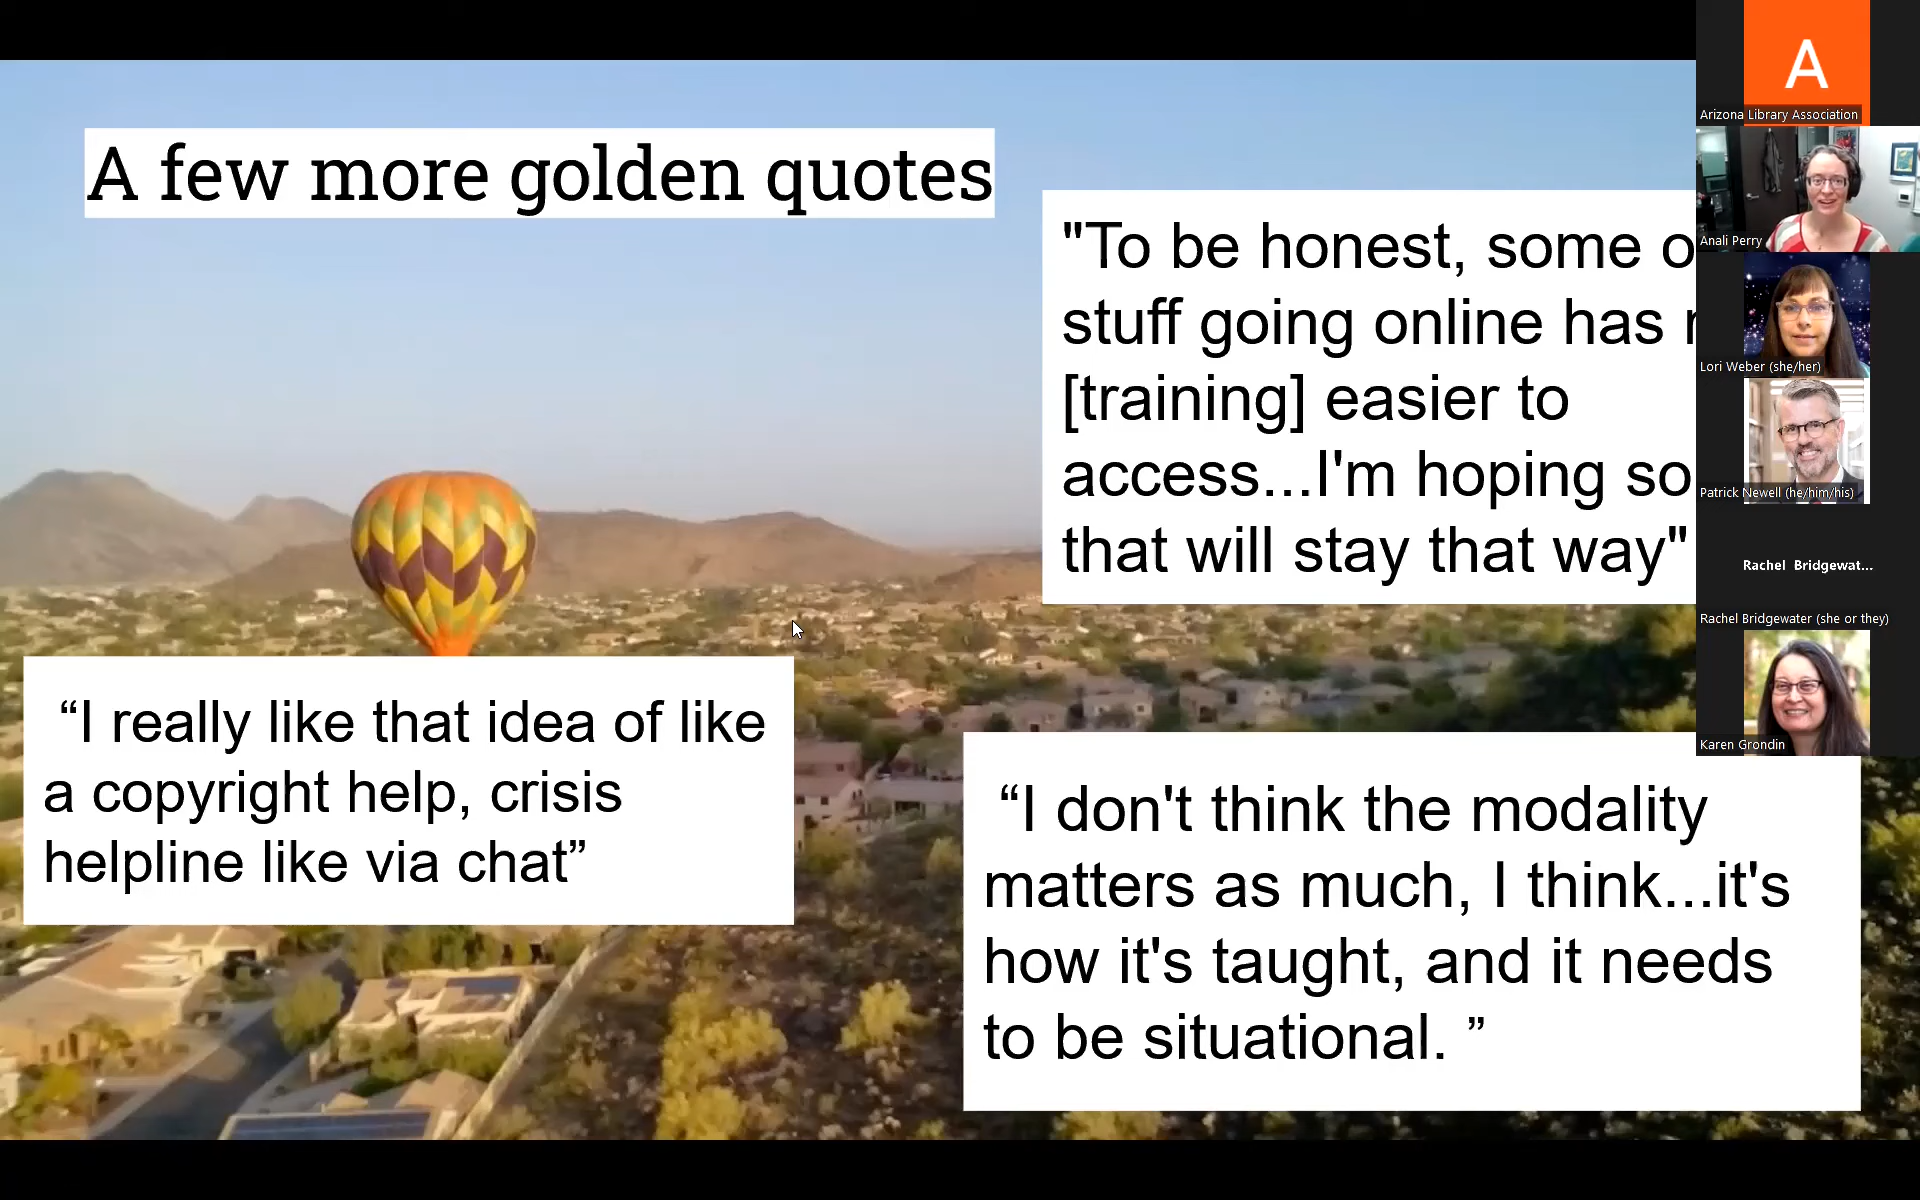 A few more golden quotes
"To be honest, some
stuff going online has
[training] easier to
access...I'm hoping so
that will stay that way"
“I really like that idea of like
a copyright help, crisis
helpline like via chat”
“I don't think the modality
matters as much, I think...it's
how it's taught, and it needs
to be situational. ”
A
Arizona Library Association
Anali Perry
Lori Weber (she/her)
Patrick Newell (he/him/his)
Rachel Bridgewat...
Rachel Bridgewater (she or they)
Karen Grondin